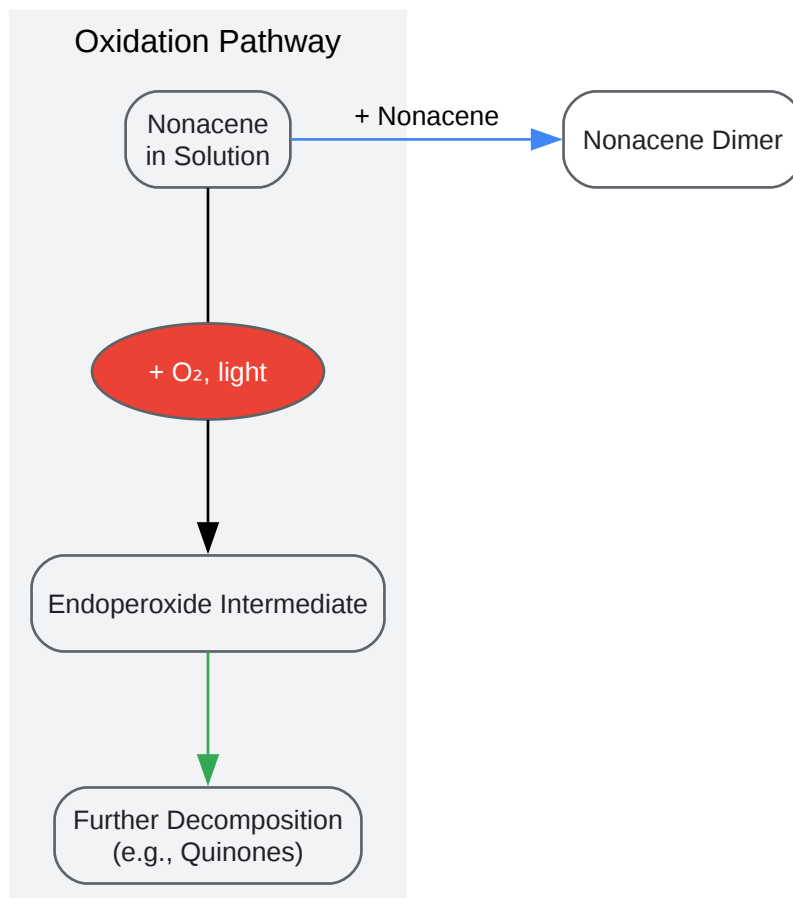 Oxidation Pathway
Nonacene
in Solution
+ Nonacene
Nonacene Dimer
+ O₂, light
Endoperoxide Intermediate
Further Decomposition
(e.g., Quinones)